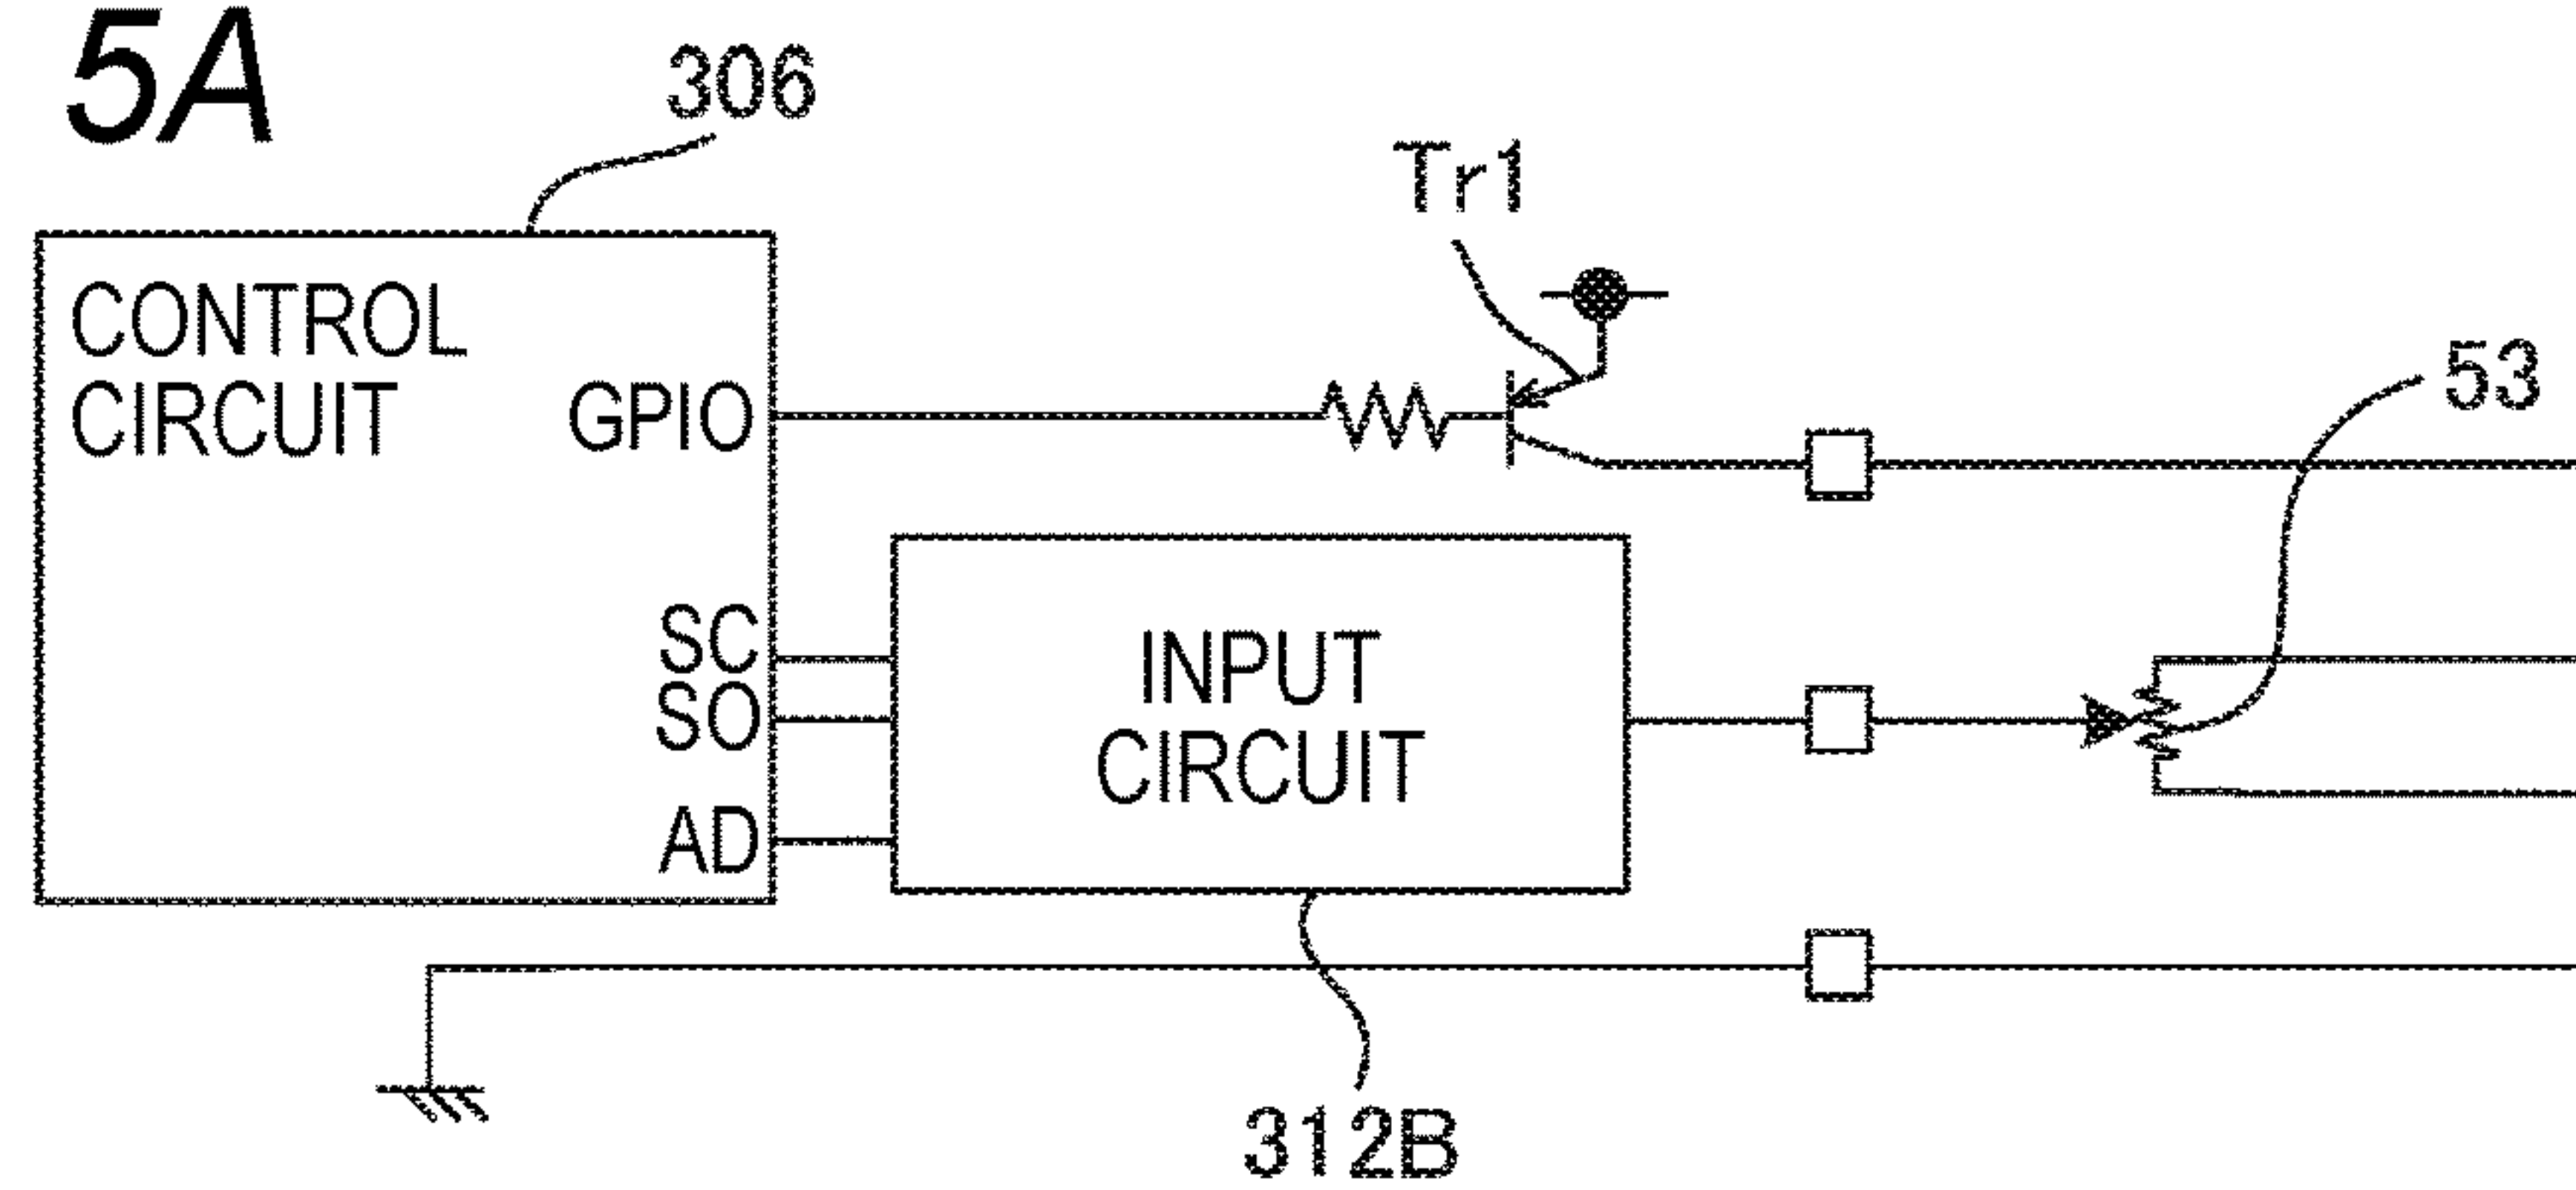 5A
306
Tr1
CONTROL
CIRCUIT
GPIO
53
SC
SO
AD
INPUT
CIRCUIT
312B